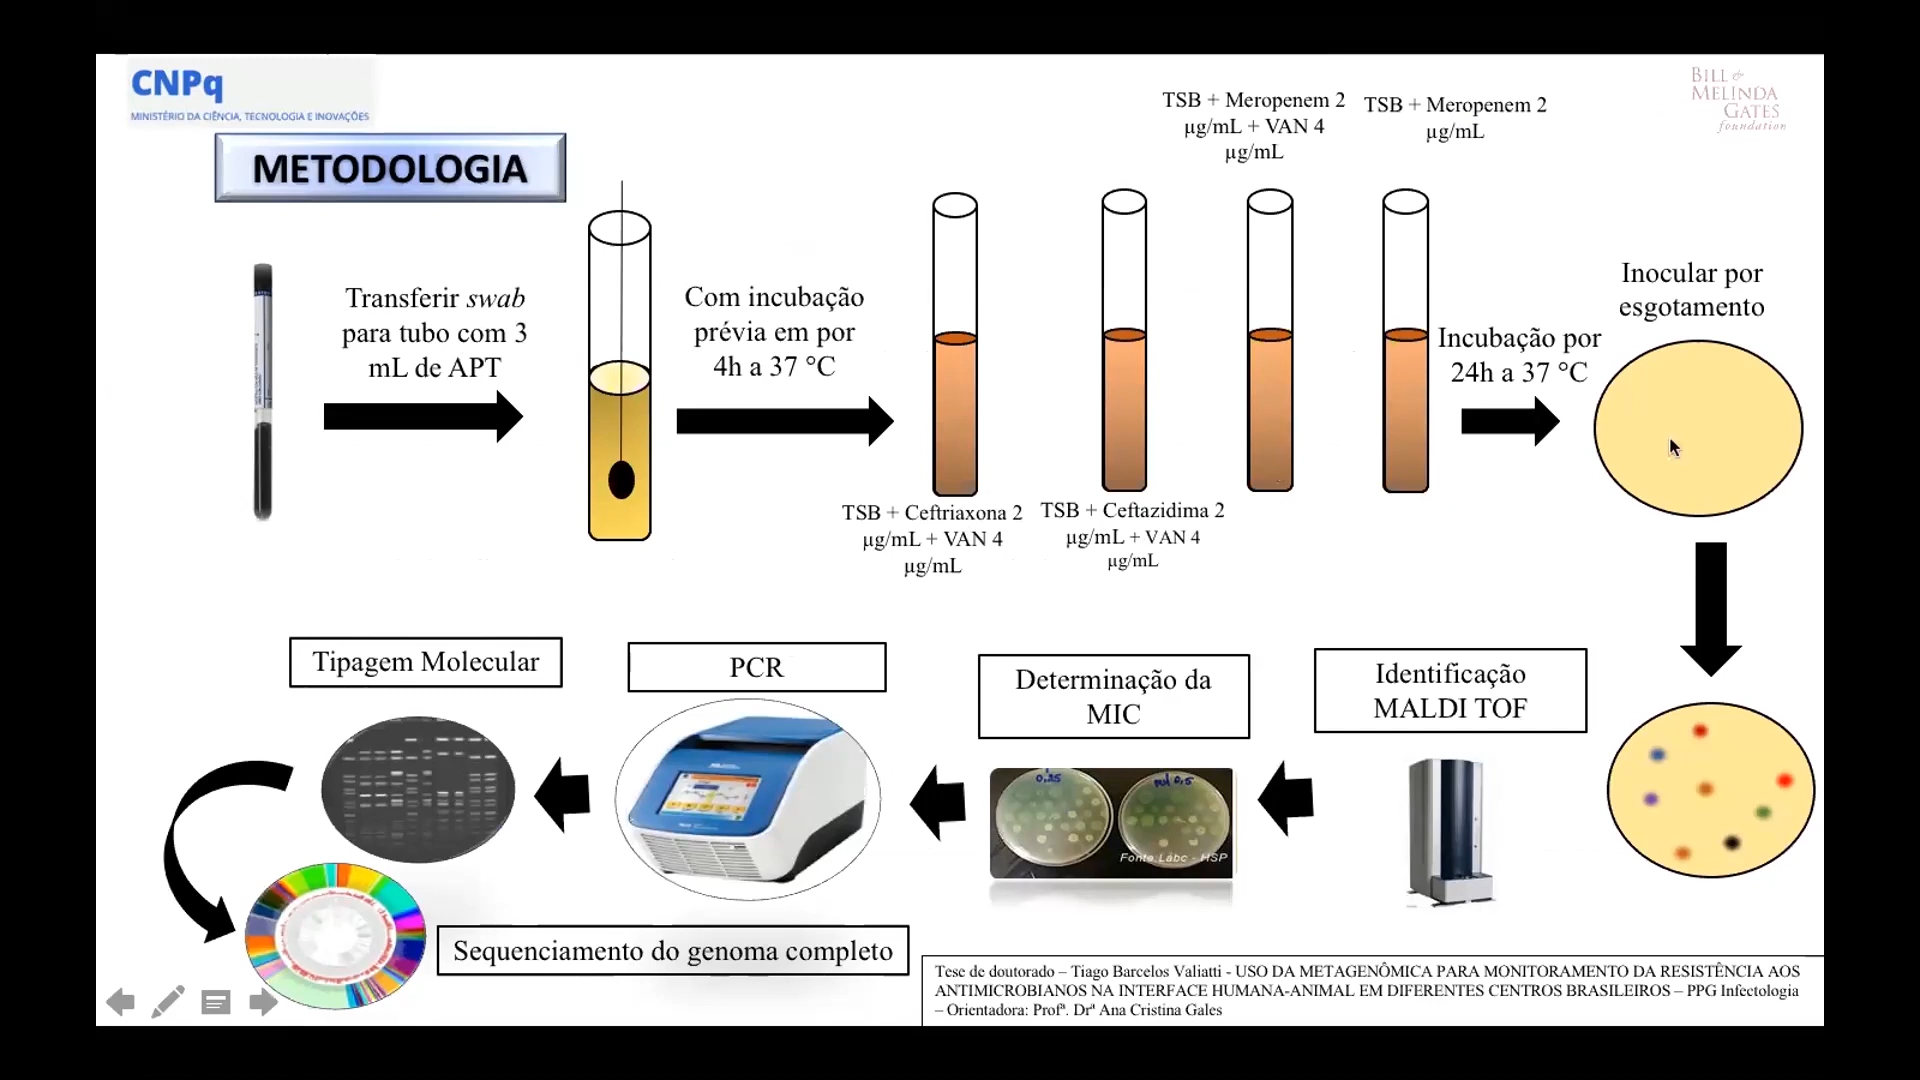 CNPq
MINISTÉRIO DA CIÊNCIA, TECNOLOGIA E INOVAÇÕES
BILL &
MELINDA
GATES
foundation
METODOLOGIA
TSB + Meropenem 2
µg/mL + VAN 4
µg/mL
TSB + Meropenem 2
µg/mL
Transferir swab
para tubo com 3
mL de APT
Com incubação
prévia em por
4h a 37 °C
TSB + Ceftriaxona 2
µg/mL + VAN 4
µg/mL
TSB + Ceftazidima 2
µg/mL + VAN 4
µg/mL
Incubação por
24h a 37 °C
Inocular por
esgotamento
Identificação
MALDI TOF
Determinação da
MIC
0,25
Fonte:Labc - HSP
PCR
Tipagem Molecular
Sequenciamento do genoma completo
Tese de doutorado – Tiago Barcelos Valiatti - USO DA METAGENÔMICA PARA MONITORAMENTO DA RESISTÊNCIA AOS
ANTIMICROBIANOS NA INTERFACE HUMANA-ANIMAL EM DIFERENTES CENTROS BRASILEIROS – PPG Infectologia
– Orientadora: Profª. Drª Ana Cristina Gales